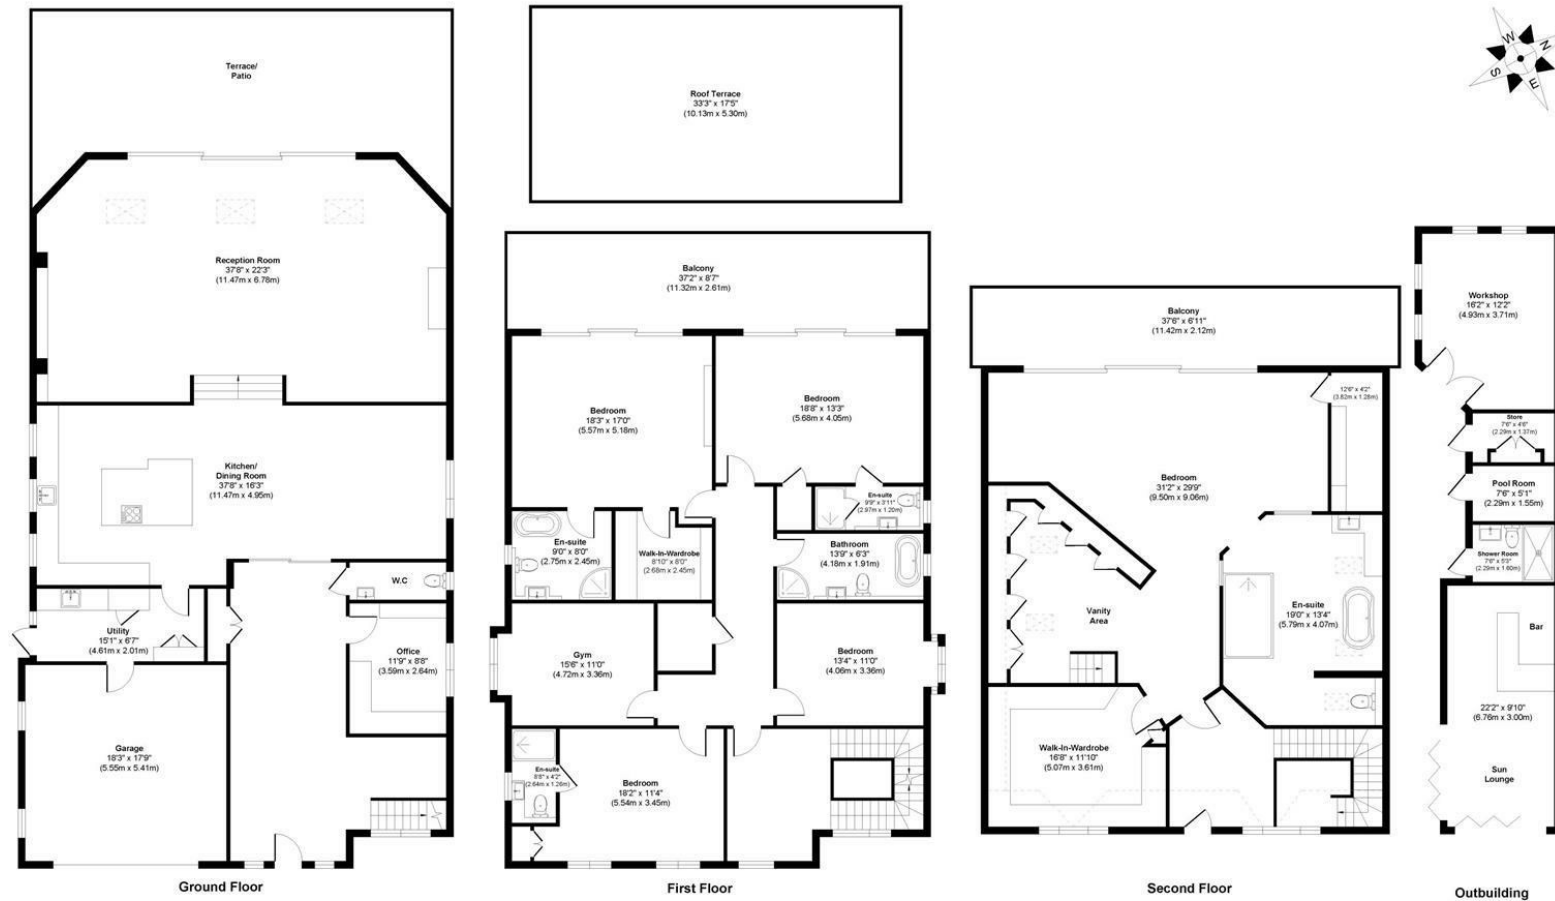 Terrace/
Patio
Reception Room
37'8" x 22'3"
(11.47m x 6.78m)
Kitchen/
Dining Room
37'8" x 16'3"
(11.47m x 4.95m)
W.C
Utility
15'1" x 6'7"
(4.61m x 2.01m)
Office
11'9" x 8'8"
(3.59m x 2.64m)
Garage
18'3" x 17'9"
(5.55m x 5.41m)
Ground Floor
Roof Terrace
33'3" x 17'5"
(10.13m x 5.30m)
Balcony
37'2" x 8'7"
(11.32m x 2.61m)
Bedroom
18'3" x 17'0"
(5.57m x 5.18m)
Bedroom
18'8" x 13'3"
(5.68m x 4.05m)
En-suite
9'9" x 3'11"
(2.97m x 1.20m)
En-suite
9'0" x 8'0"
(2.75m x 2.45m)
Walk-In-Wardrobe
8'10" x 8'0"
(2.68m x 2.45m)
Bathroom
13'9" x 6'3"
(4.18m x 1.91m)
Gym
15'6" x 11'0"
(4.72m x 3.36m)
Bedroom
13'4" x 11'0"
(4.06m x 3.36m)
En-suite
8'8" x 4'2"
(2.64m x 1.26m)
Bedroom
18'2" x 11'4"
(5.54m x 3.45m)
First Floor
Balcony
37'6" x 6'11"
(11.42m x 2.12m)
12'6" x 4'2"
(3.82m x 1.28m)
Bedroom
31'2" x 29'9"
(9.50m x 9.06m)
Vanity
Area
En-suite
19'0" x 13'4"
(5.79m x 4.07m)
Walk-In-Wardrobe
16'8" x 11'10"
(5.07m x 3.61m)
Second Floor
W
N
S
E
Workshop
16'2" x 12'2"
(4.93m x 3.71m)
Store
7'6" x 4'6"
(2.29m x 1.37m)
Pool Room
7'6" x 5'1"
(2.29m x 1.55m)
Shower Room
7'6" x 5'3"
(2.29m x 1.60m)
Bar
22'2" x 9'10"
(6.76m x 3.00m)
Sun
Lounge
Outbuilding